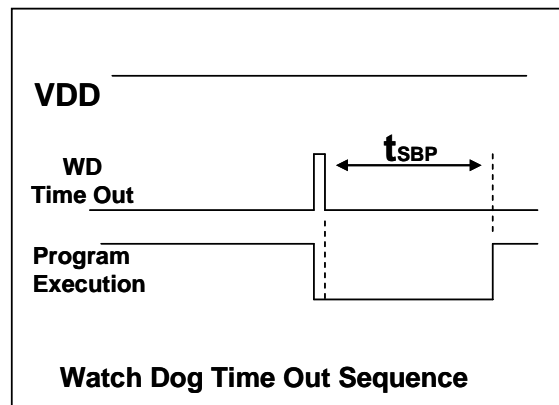 VDD
WD
Time Out
tSBP
Program
Execution
Watch Dog Time Out Sequence